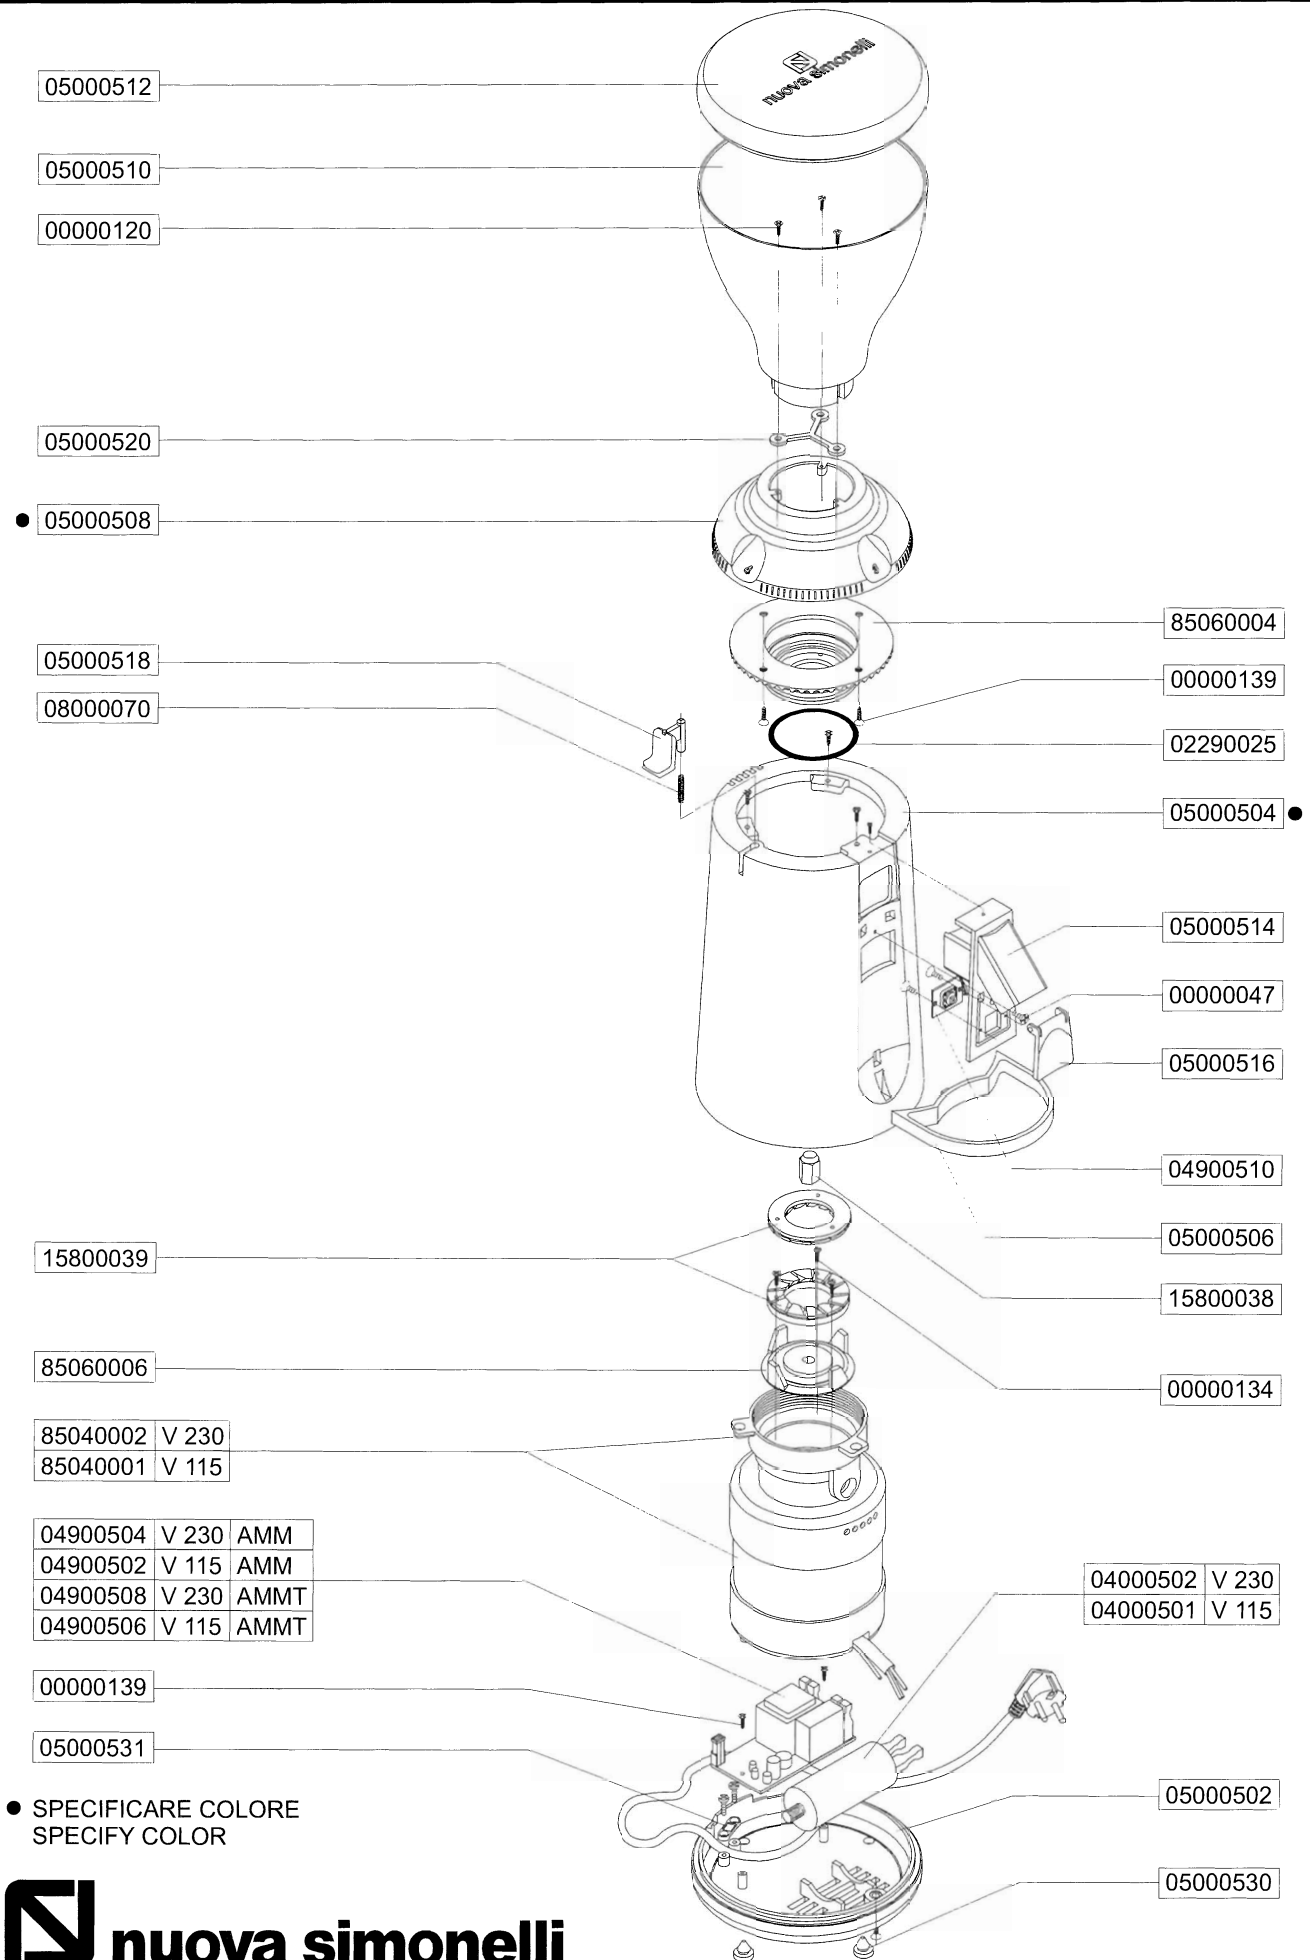 nuova simonelli
05000512
05000510
00000120
05000520
● 05000508
85060004
05000518
00000139
08000070
02290025
05000504 ●
05000514
00000047
05000516
04900510
05000506
15800039
15800038
85060006
00000134
85040002 V 230
85040001 V 115
04900504 V 230 AMM
04900502 V 115 AMM
04900508 V 230 AMMT
04900506 V 115 AMMT
04000502 V 230
04000501 V 115
00000139
05000531
05000502
● SPECIFICARE COLORE
SPECIFY COLOR
05000530
nuova simonelli